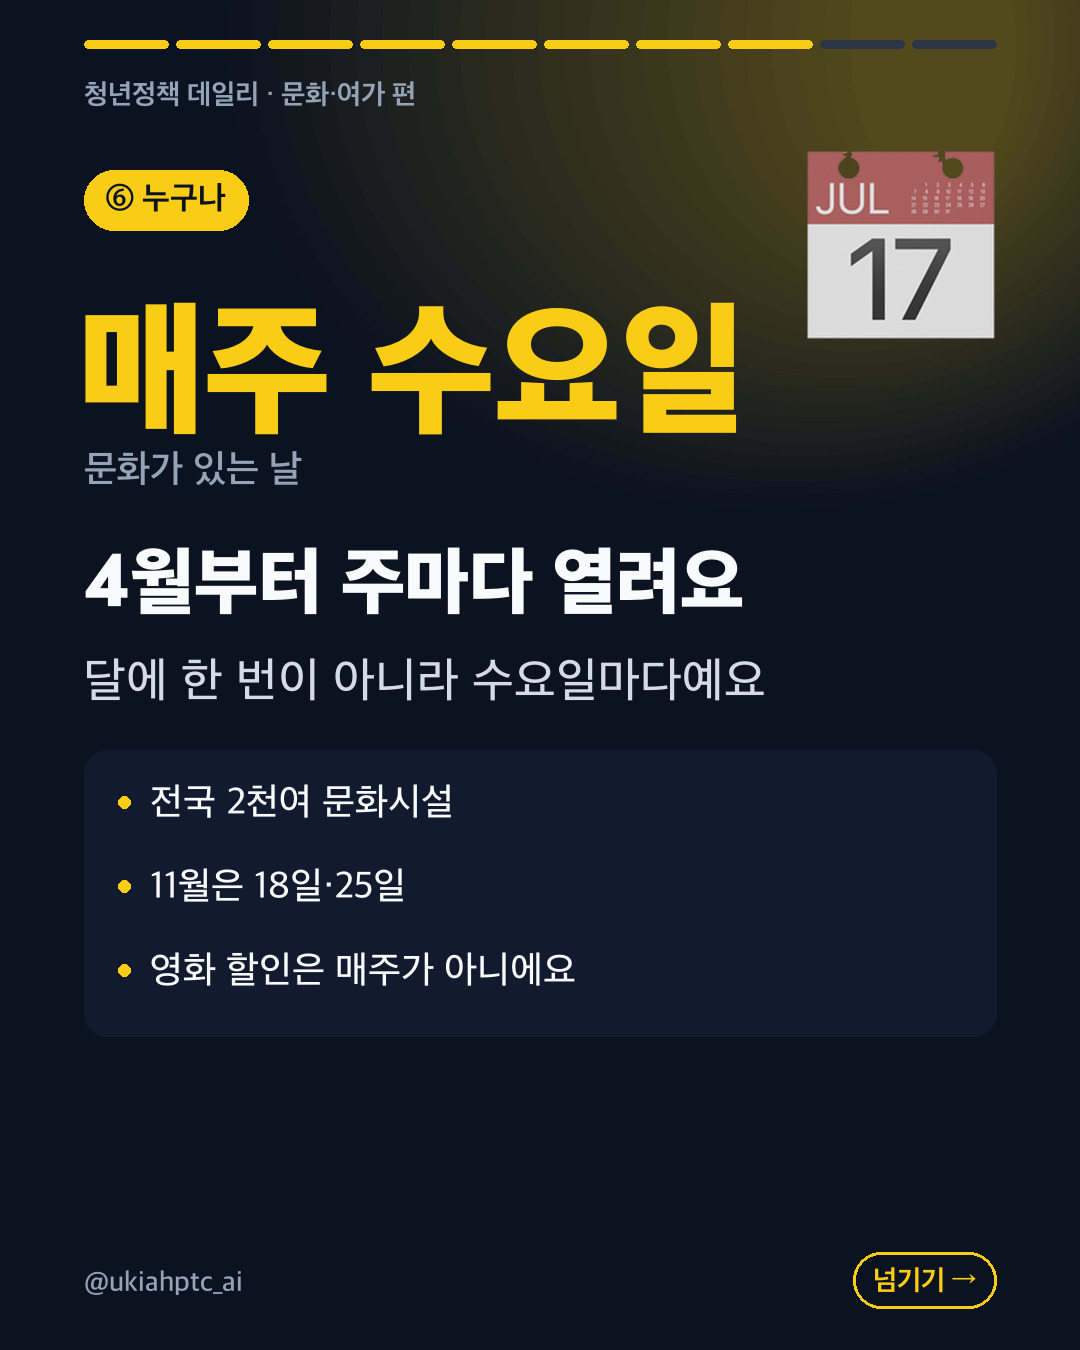 청년정책 데일리 · 문화·여가 편
⑥ 누구나
JUL
17
매주 수요일
문화가 있는 날
4월부터 주마다 열려요
달에 한 번이 아니라 수요일마다예요
• 전국 2천여 문화시설
• 11월은 18일·25일
• 영화 할인은 매주가 아니에요
@ukiahptc_ai
넘기기 →